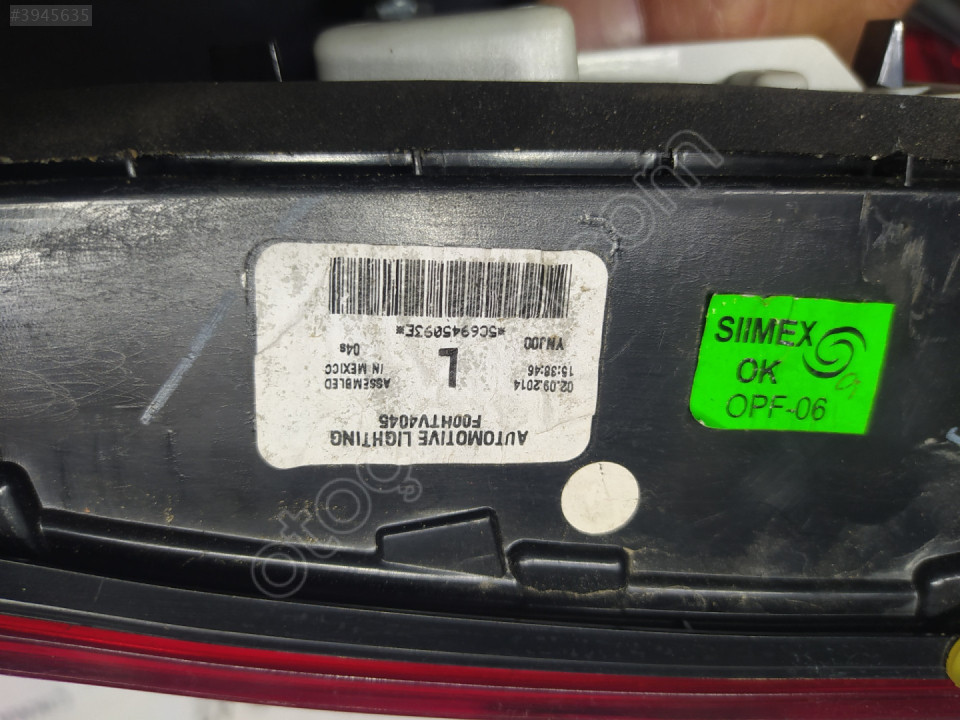 #3945635
AUTOMOTIVE LIGHTING
F00HTV4045
02.09.2014
15:38:46
YNJ00
L
ASSEMBLED
IN MEXICO
04s
*5C6945093E*
SIIMEX
OK
OPF-06